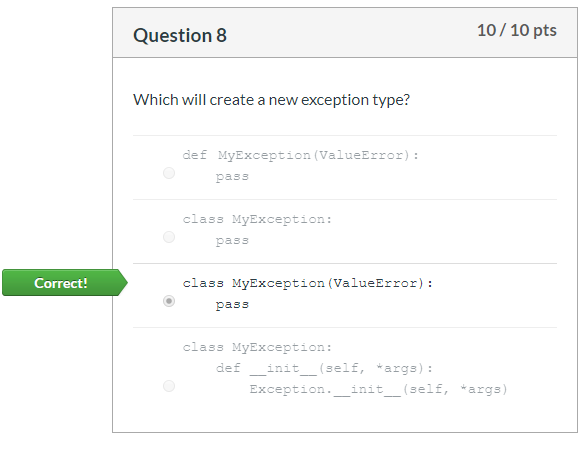 Question 8
10 / 10 pts
Which will create a new exception type?
def MyException(ValueError):
    pass
class MyException:
    pass
Correct!
class MyException(ValueError):
    pass
class MyException:
    def __init__(self, *args):
        Exception.__init__(self, *args)